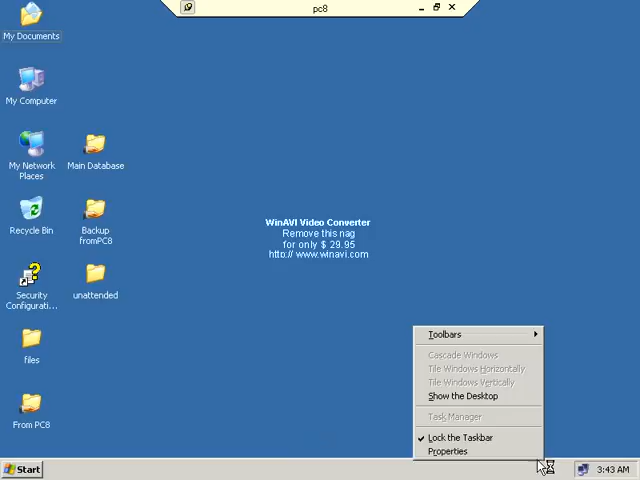 pc8
My Documents
My Computer
My Network
Places
Main Database
Recycle Bin
Backup
fromPC8
Security
Configurati...
unattended
files
From PC8
WinAVI Video Converter
Remove this nag
for only $ 29.95
http:// www.winavi.com
Toolbars
Cascade Windows
Tile Windows Horizontally
Tile Windows Vertically
Show the Desktop
Task Manager
Lock the Taskbar
Properties
Start
3:43 AM